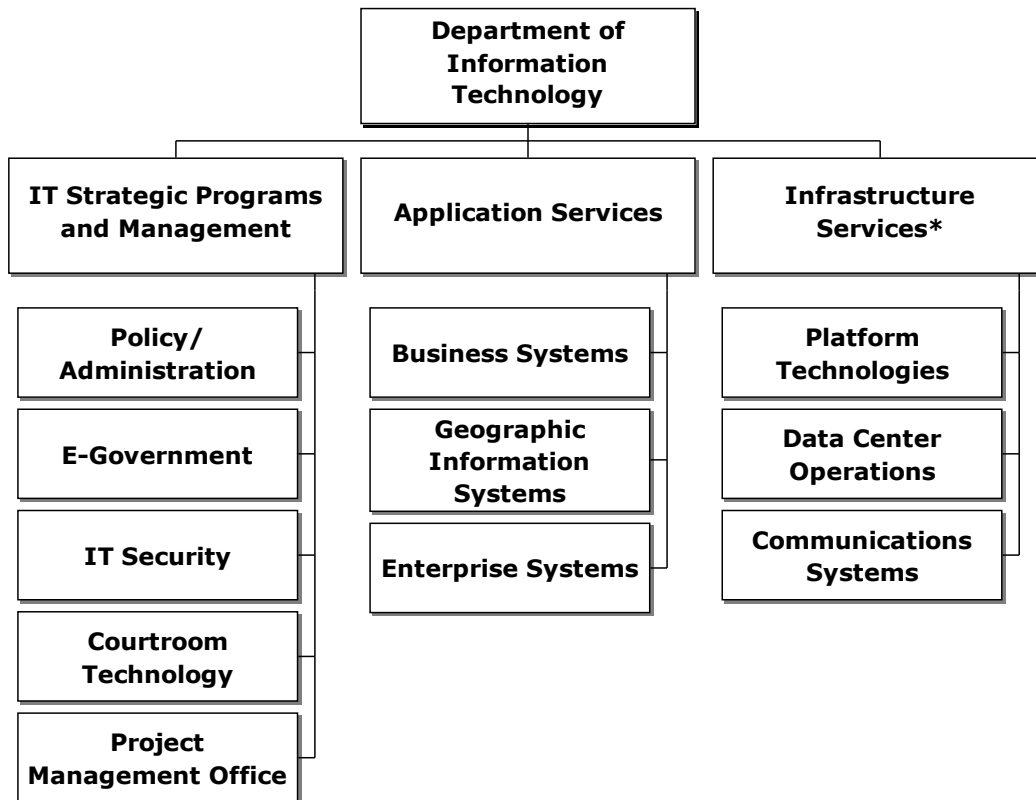 Department of
Information
Technology
IT Strategic Programs
and Management
Application Services
Infrastructure
Services*
Policy/
Administration
E-Government
IT Security
Courtroom
Technology
Project
Management Office
Business Systems
Geographic
Information
Systems
Enterprise Systems
Platform
Technologies
Data Center
Operations
Communications
Systems